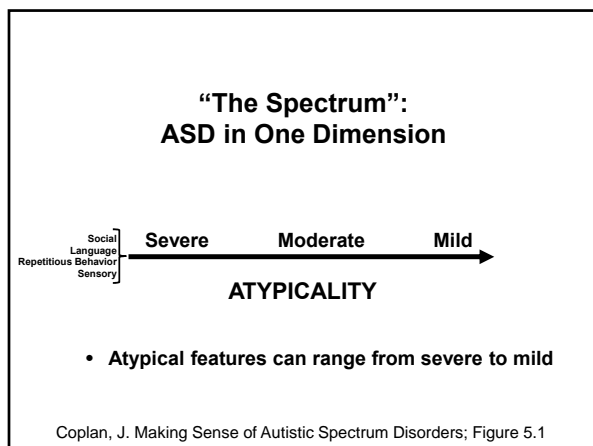 “The Spectrum”:
ASD in One Dimension
Social
Language
Repetitious Behavior
Sensory
Severe Moderate Mild
ATYPICALITY
• Atypical features can range from severe to mild
Coplan, J. Making Sense of Autistic Spectrum Disorders; Figure 5.1